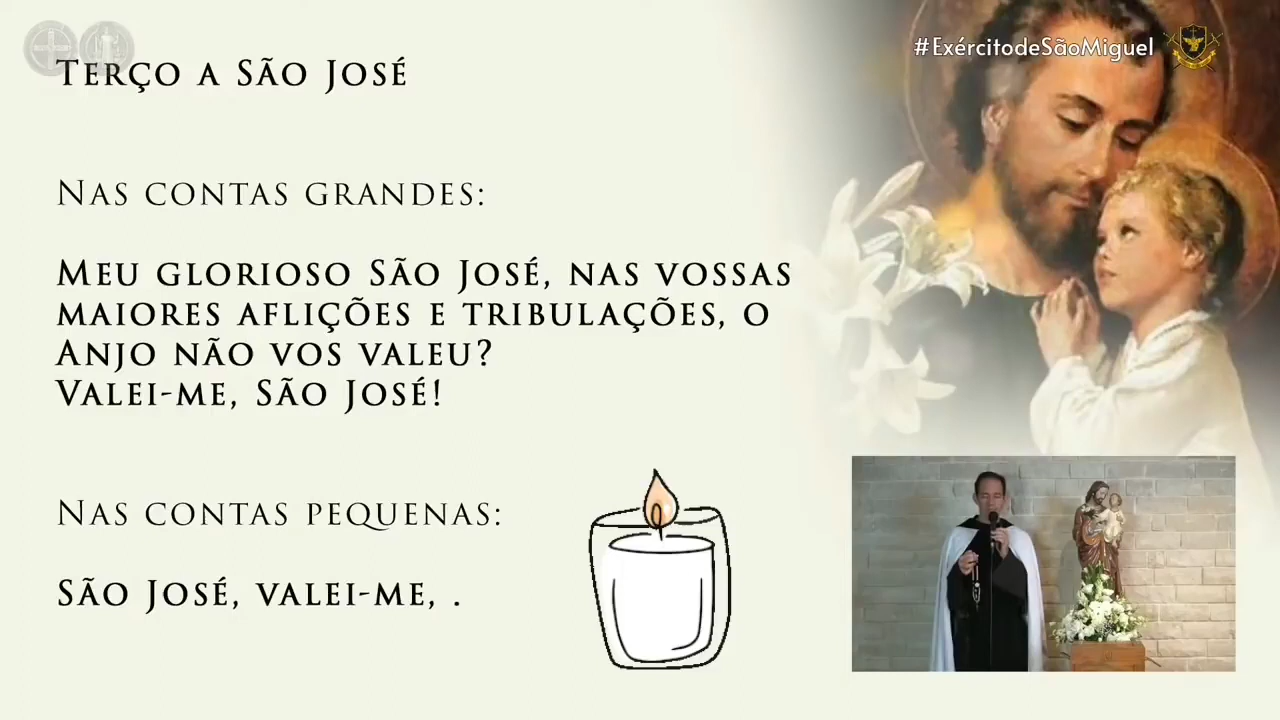 #ExércitodeSãoMiguel
Terço a São José
Nas contas grandes:
Meu glorioso São José, nas vossas
maiores aflições e tribulações, o
Anjo não vos valeu?
Valei-me, São José!
Nas contas pequenas:
São José, valei-me, .